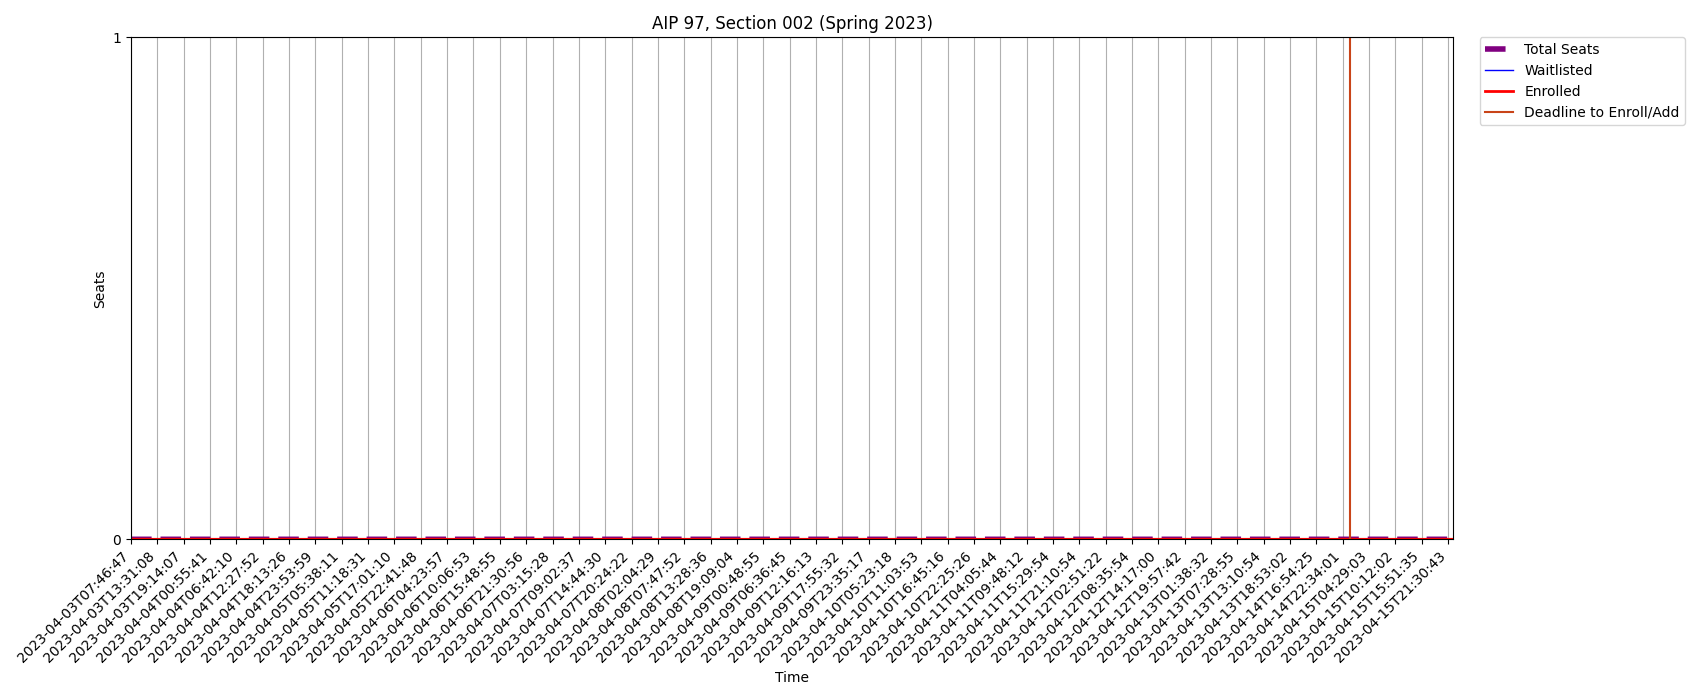 AIP 97, Section 002 (Spring 2023)
1
0
Seats
Total Seats
Waitlisted
Enrolled
Deadline to Enroll/Add
2023-04-03T07:46:47
2023-04-03T13:31:08
2023-04-03T19:14:07
2023-04-04T00:55:41
2023-04-04T06:42:10
2023-04-04T12:27:52
2023-04-04T18:13:26
2023-04-04T23:53:59
2023-04-05T05:38:11
2023-04-05T11:18:31
2023-04-05T17:01:10
2023-04-05T22:41:48
2023-04-06T04:23:57
2023-04-06T10:06:53
2023-04-06T15:48:55
2023-04-06T21:30:56
2023-04-07T03:15:28
2023-04-07T09:02:37
2023-04-07T14:44:30
2023-04-07T20:24:22
2023-04-08T02:04:29
2023-04-08T07:47:52
2023-04-08T13:28:36
2023-04-08T19:09:04
2023-04-09T00:48:55
2023-04-09T06:36:45
2023-04-09T12:16:13
2023-04-09T17:55:32
2023-04-09T23:35:17
2023-04-10T05:23:18
2023-04-10T11:03:53
2023-04-10T16:45:16
2023-04-10T22:25:26
2023-04-11T04:05:44
2023-04-11T09:48:12
2023-04-11T15:29:54
2023-04-11T21:10:54
2023-04-12T02:51:22
2023-04-12T08:35:54
2023-04-12T14:17:00
2023-04-12T19:57:42
2023-04-13T01:38:32
2023-04-13T07:28:55
2023-04-13T13:10:54
2023-04-13T18:53:02
2023-04-14T16:54:25
2023-04-14T22:34:01
2023-04-15T04:29:03
2023-04-15T10:12:02
2023-04-15T15:51:35
2023-04-15T21:30:43
Time